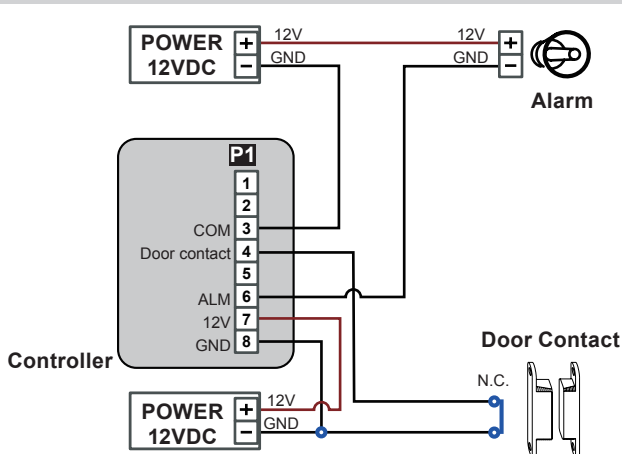 POWER
12VDC
+
−
12V
GND
12V
GND
+
−
Alarm
P1
1
2
COM 3
Door contact 4
5
ALM 6
12V 7
GND 8
Controller
Door Contact
N.C.
POWER
12VDC
+
−
12V
GND